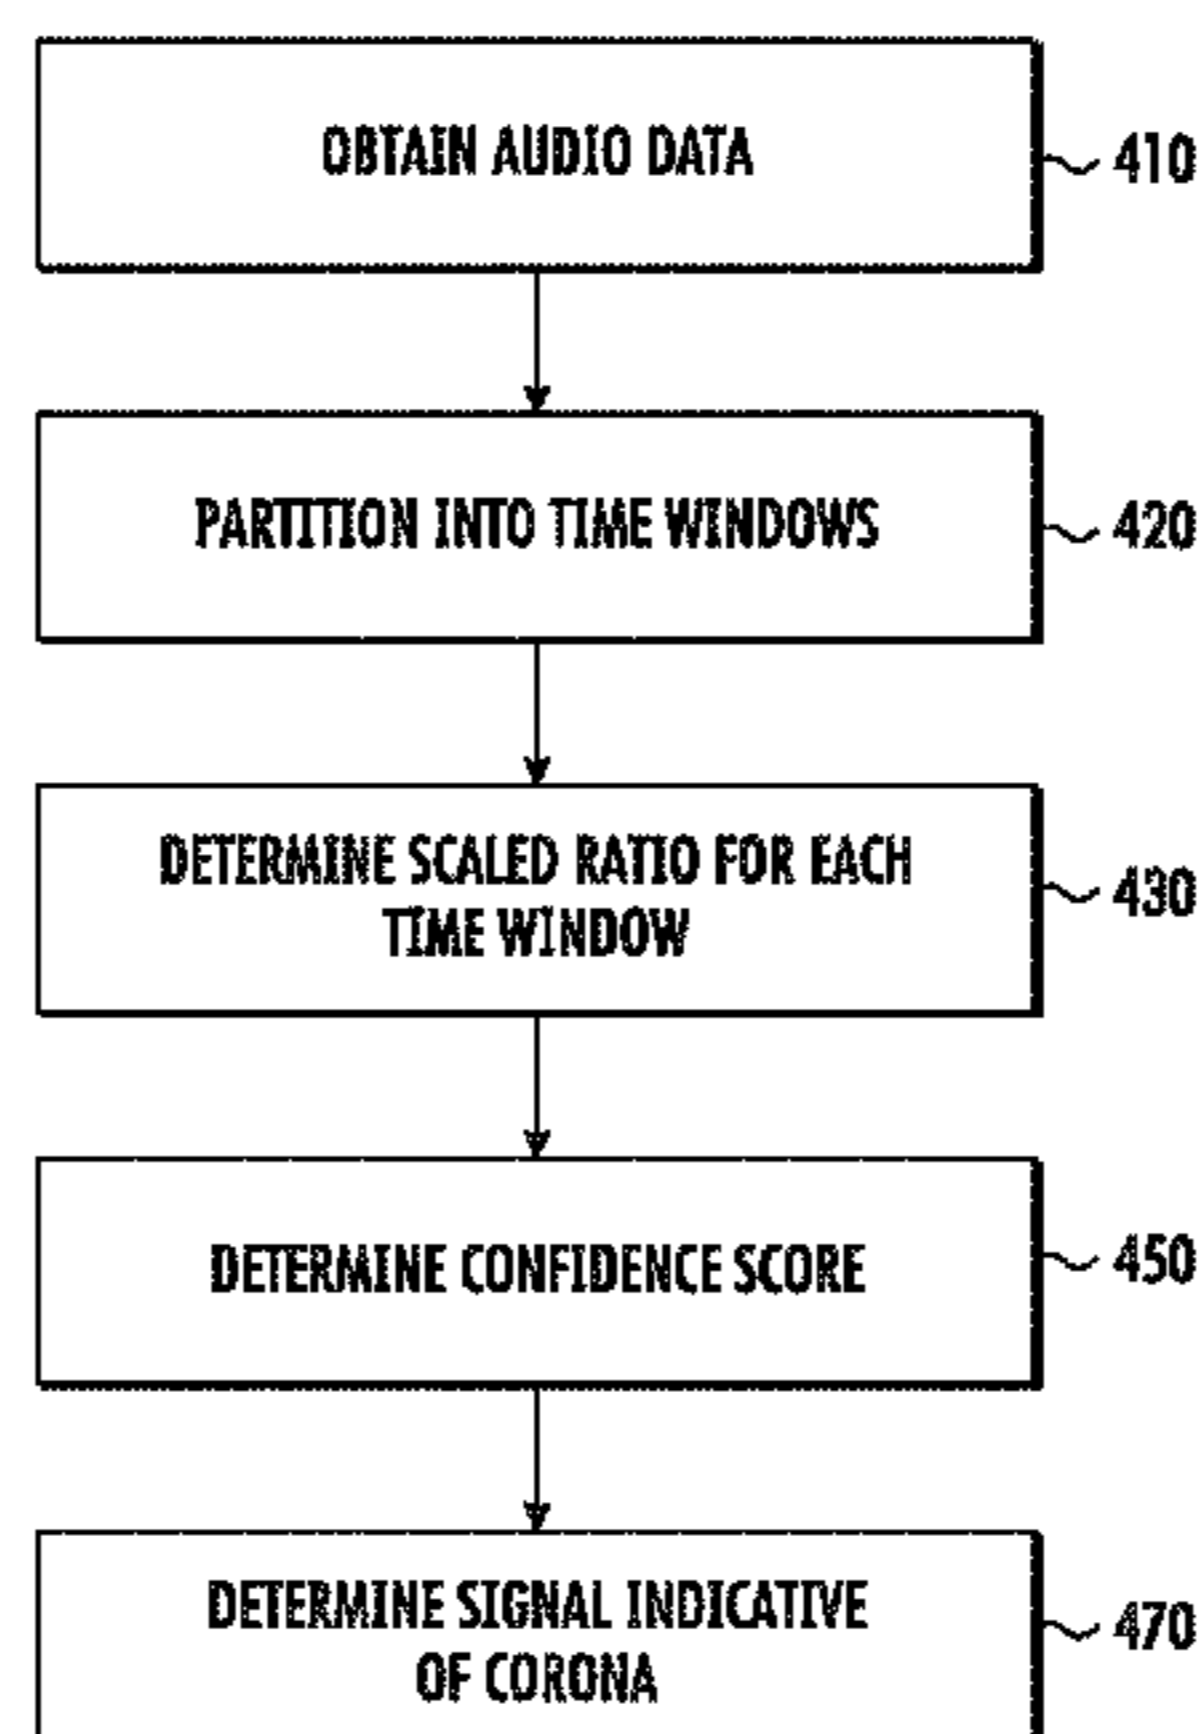 OBTAIN AUDIO DATA
410
PARTITION INTO TIME WINDOWS
420
DETERMINE SCALED RATIO FOR EACH
TIME WINDOW
430
DETERMINE CONFIDENCE SCORE
450
DETERMINE SIGNAL INDICATIVE
OF CORONA
470